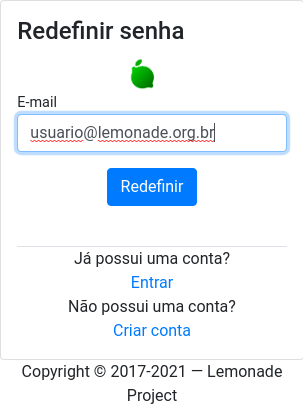 Redefinir senha
E-mail
usuario@lemonade.org.br
Redefinir
Já possui uma conta?
Entrar
Não possui uma conta?
Criar conta
Copyright © 2017-2021 — Lemonade
Project